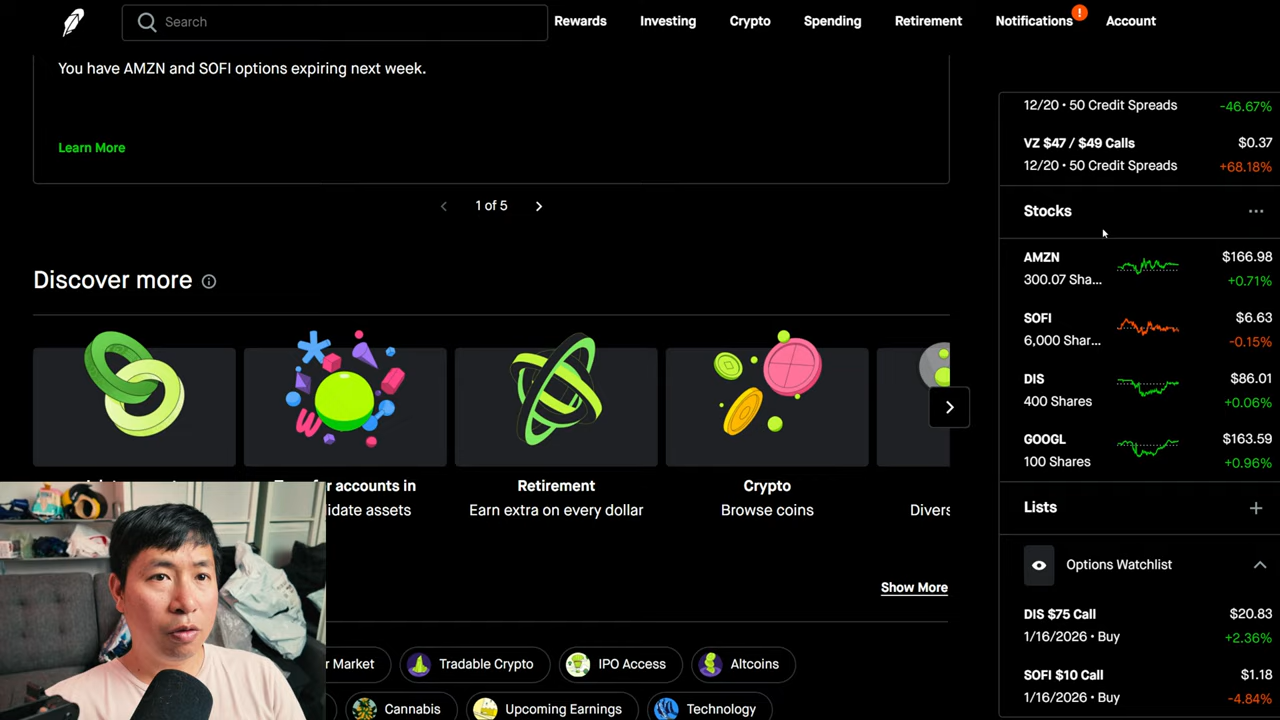 Search
Rewards
Investing
Crypto
Spending
Retirement
Notifications
!
Account
You have AMZN and SOFI options expiring next week.
Learn More
1 of 5
Discover more
Retirement
Earn extra on every dollar
Crypto
Browse coins
accounts in
assets
Show More
Market
Tradable Crypto
IPO Access
Altcoins
Cannabis
Upcoming Earnings
Technology
12/20 • 50 Credit Spreads
-46.67%
VZ $47 / $49 Calls
$0.37
12/20 • 50 Credit Spreads
+68.18%
Stocks
AMZN
$166.98
300.07 Sha...
+0.71%
SOFI
$6.63
6,000 Shar...
-0.15%
DIS
$86.01
400 Shares
+0.06%
GOOGL
$163.59
100 Shares
+0.96%
Lists
Options Watchlist
DIS $75 Call
$20.83
1/16/2026 • Buy
+2.36%
SOFI $10 Call
$1.18
1/16/2026 • Buy
-4.84%